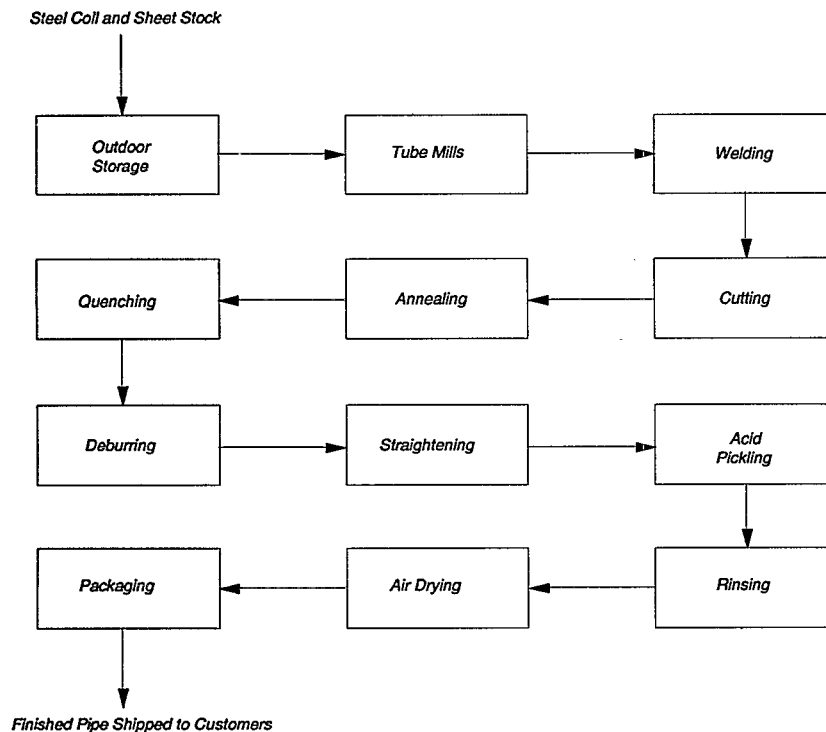 Steel Coil and Sheet Stock
Outdoor
Storage
Tube Mills
Welding
Quenching
Annealing
Cutting
Deburring
Straightening
Acid
Pickling
Packaging
Air Drying
Rinsing
Finished Pipe Shipped to Customers